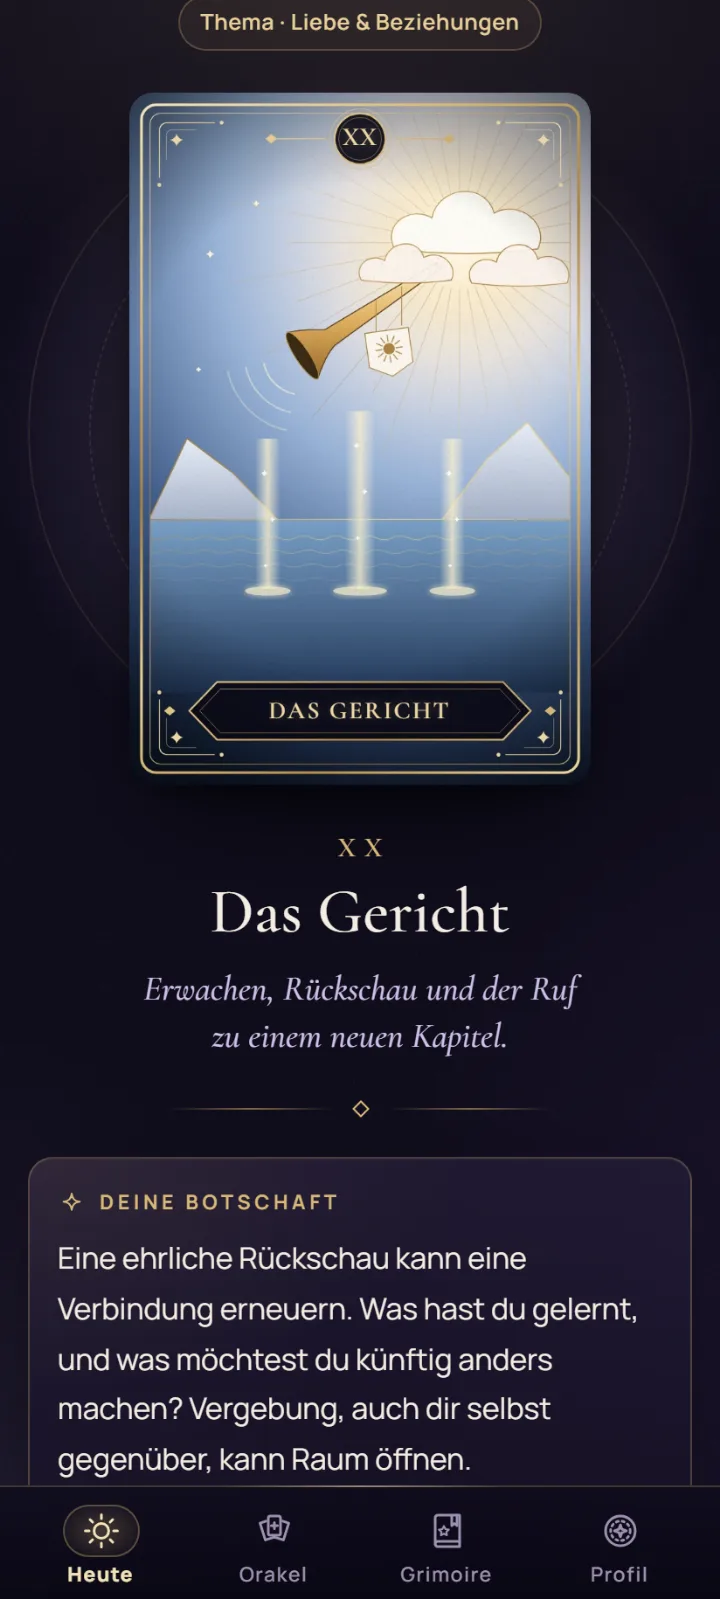 Thema · Liebe & Beziehungen
XX
DAS GERICHT
XX
Das Gericht
Erwachen, Rückschau und der Ruf
zu einem neuen Kapitel.
DEINE BOTSCHAFT
Eine ehrliche Rückschau kann eine
Verbindung erneuern. Was hast du gelernt,
und was möchtest du künftig anders
machen? Vergebung, auch dir selbst
gegenüber, kann Raum öffnen.
Heute
Orakel
Grimoire
Profil